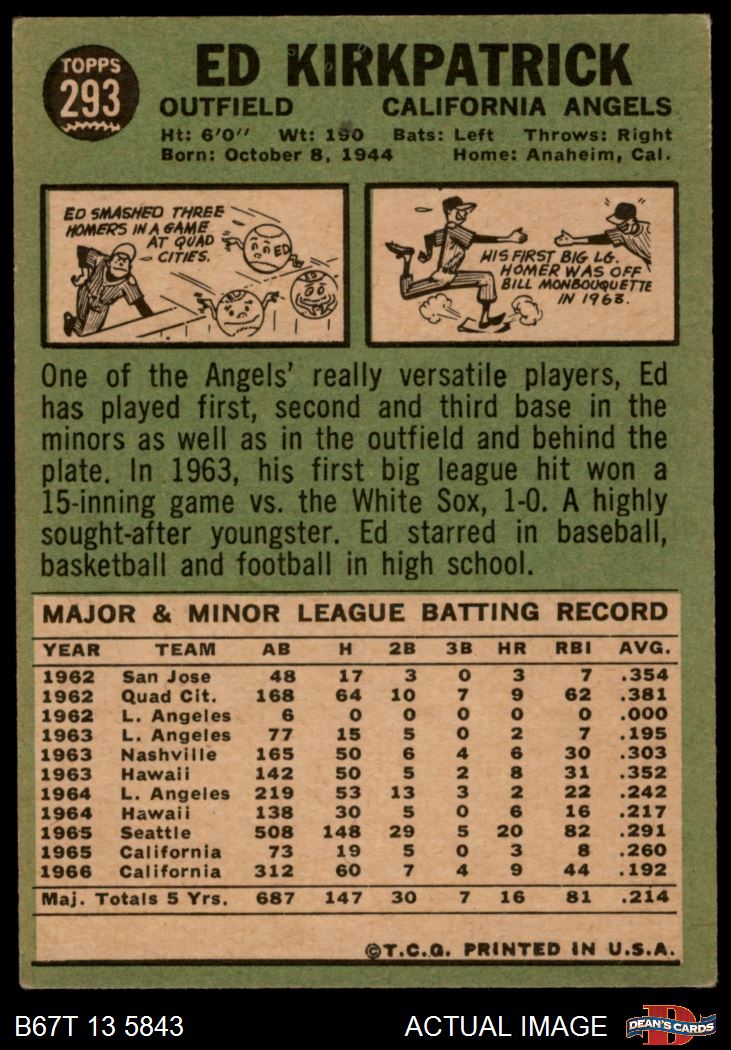 TOPPS
293
ED KIRKPATRICK
OUTFIELD CALIFORNIA ANGELS
Ht: 6'0" Wt: 190 Bats: Left Throws: Right
Born: October 8, 1944 Home: Anaheim, Cal.
ED SMASHED THREE
HOMERS IN A GAME
AT QUAD
CITIES.
ED
ED
HIS FIRST BIG LG.
HOMER WAS OFF
BILL MONBOUQUETTE
IN 1963.
One of the Angels' really versatile players, Ed
has played first, second and third base in the
minors as well as in the outfield and behind the
plate. In 1963, his first big league hit won a
15-inning game vs. the White Sox, 1-0. A highly
sought-after youngster. Ed starred in baseball,
basketball and football in high school.
MAJOR & MINOR LEAGUE BATTING RECORD
YEAR TEAM AB H 2B 3B HR RBI AVG.
1962 San Jose 48 17 3 0 3 7 .354
1962 Quad Cit. 168 64 10 7 9 62 .381
1962 L. Angeles 6 0 0 0 0 0 .000
1963 L. Angeles 77 15 5 0 2 7 .195
1963 Nashville 165 50 6 4 6 30 .303
1963 Hawaii 142 50 5 2 8 31 .352
1964 L. Angeles 219 53 13 3 2 22 .242
1964 Hawaii 138 30 5 0 6 16 .217
1965 Seattle 508 148 29 5 20 82 .291
1965 California 73 19 5 0 3 8 .260
1966 California 312 60 7 4 9 44 .192
Maj. Totals 5 Yrs. 687 147 30 7 16 81 .214
©T.C.G. PRINTED IN U.S.A.
B67T 13 5843 ACTUAL IMAGE DEAN'S CARDS